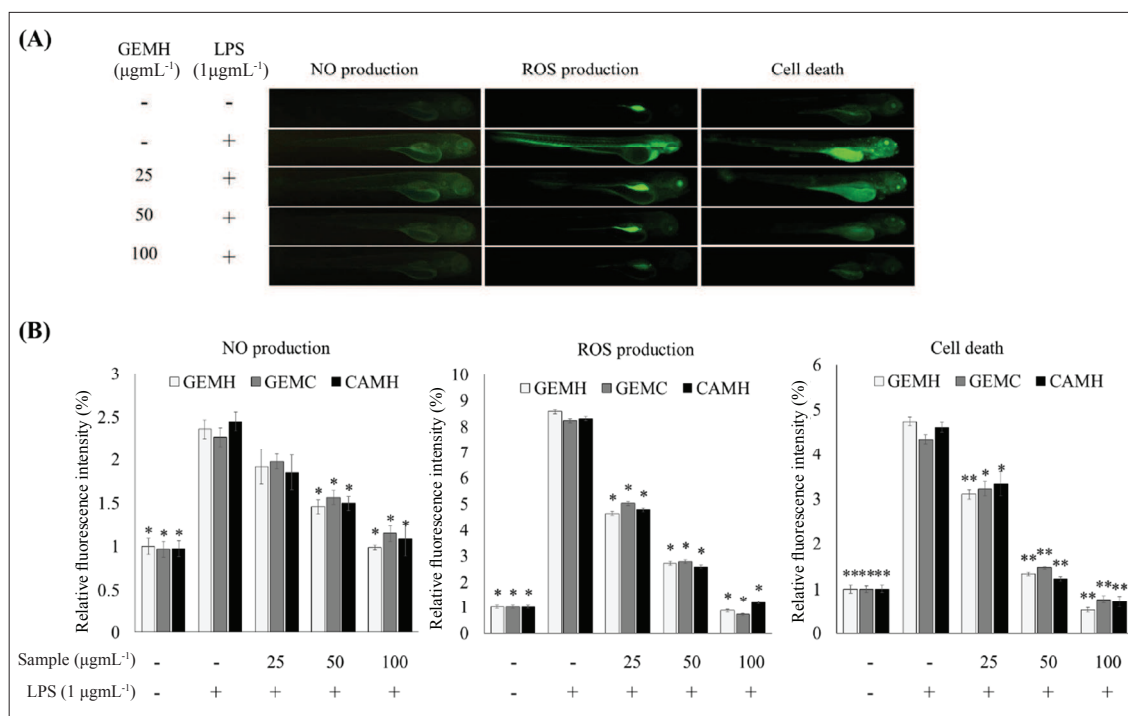 (A)
GEMH LPS
(μgmL⁻¹) (1μgmL⁻¹) NO production ROS production Cell death
- -
- +
25 +
50 +
100 +
(B)
NO production
GEMH GEMC CAMH
Relative fluorescence intensity (%)
3
2.5
2
1.5
1
0.5
0
* * *
* * *
* * *
ROS production
GEMH GEMC CAMH
Relative fluorescence intensity (%)
10
9
8
7
6
5
4
3
2
1
0
* * *
* * *
* * *
* * *
Cell death
GEMH GEMC CAMH
Relative fluorescence intensity (%)
6
5
4
3
2
1
0
******
** * *
** ** **
** ** **
Sample (μgmL⁻¹) - - 25 50 100 - - 25 50 100 - - 25 50 100
LPS (1 μgmL⁻¹) - + + + + - + + + + - + + + +